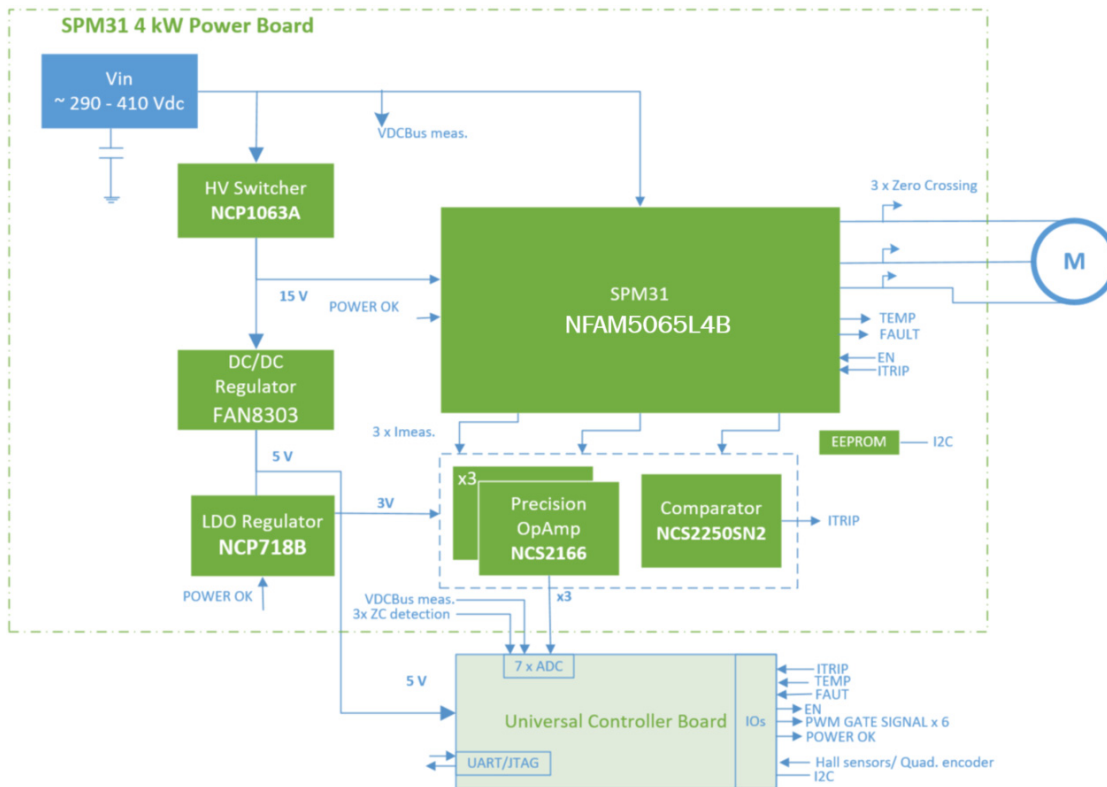 SPM31 4 kW Power Board
Vin
~ 290 - 410 Vdc
VDCBus meas.
HV Switcher
NCP1063A
3 x Zero Crossing
M
15 V
POWER OK
SPM31
NFAM5065L4B
TEMP
FAULT
EN
ITRIP
DC/DC
Regulator
FAN8303
3 x Imeas.
EEPROM
I2C
5 V
x3
Precision
OpAmp
NCS2166
Comparator
NCS2250SN2
ITRIP
3V
LDO Regulator
NCP718B
POWER OK
VDCBus meas.
3x ZC detection
x3
7 x ADC
5 V
Universal Controller Board
IOs
ITRIP
TEMP
FAUT
EN
PWM GATE SIGNAL x 6
POWER OK
UART/JTAG
Hall sensors/ Quad. encoder
I2C